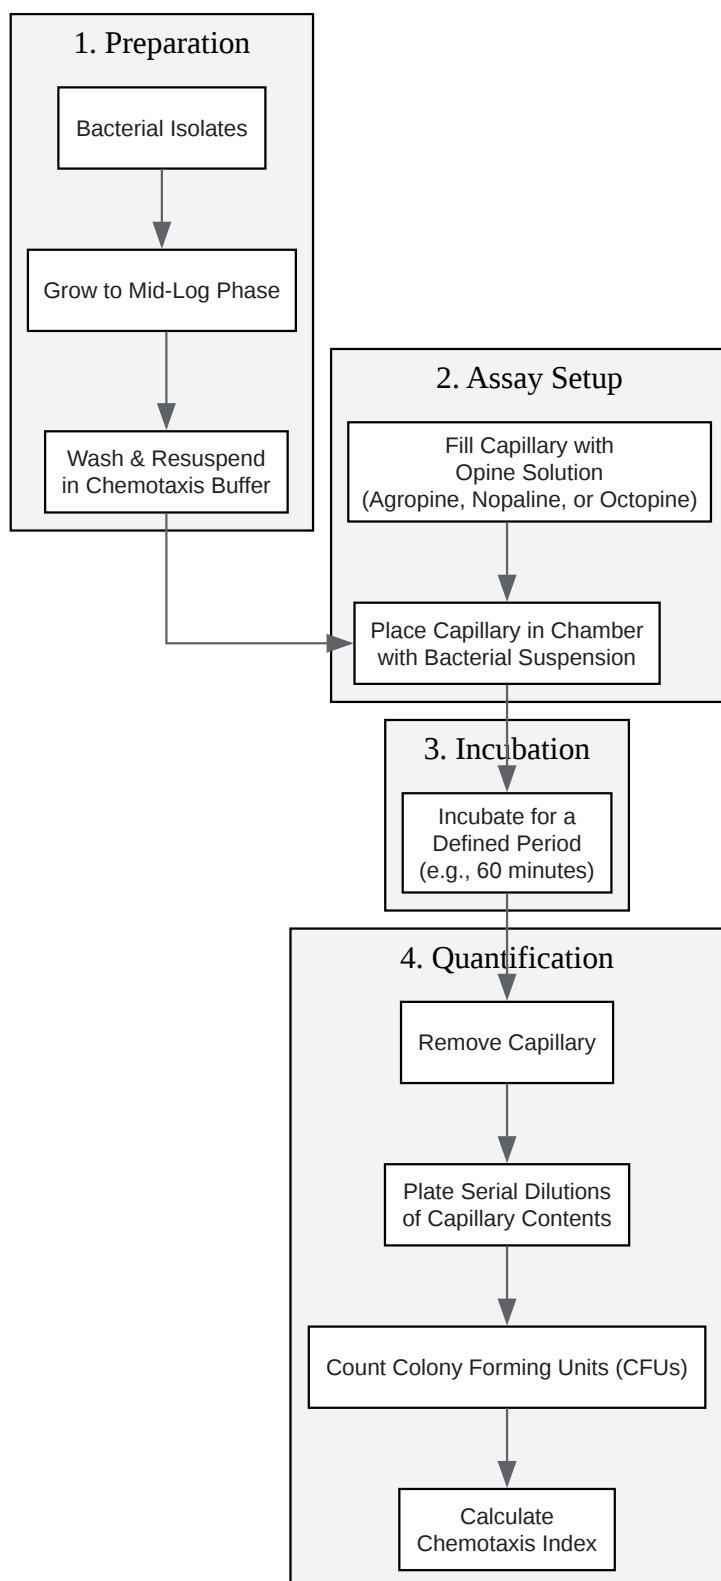 1. Preparation
Bacterial Isolates
Grow to Mid-Log Phase
Wash & Resuspend
in Chemotaxis Buffer
2. Assay Setup
Fill Capillary with
Opine Solution
(Agropine, Nopaline, or Octopine)
Place Capillary in Chamber
with Bacterial Suspension
3. Incubation
Incubate for a
Defined Period
(e.g., 60 minutes)
4. Quantification
Remove Capillary
Plate Serial Dilutions
of Capillary Contents
Count Colony Forming Units (CFUs)
Calculate
Chemotaxis Index